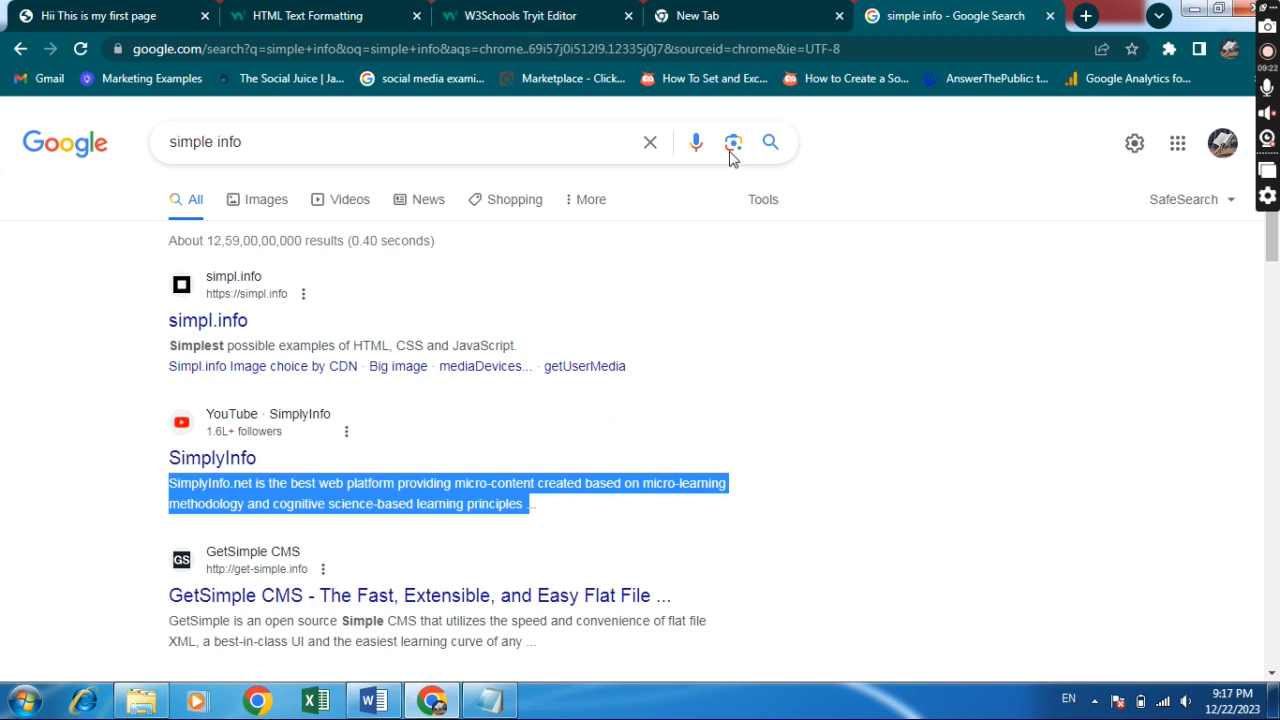 Hii This is my first page
HTML Text Formatting
W3Schools Tryit Editor
New Tab
simple info - Google Search
google.com/search?q=simple+info&oq=simple+info&aqs=chrome..69i57j0i512l9.12335j0j7&sourceid=chrome&ie=UTF-8
Gmail
Marketing Examples
The Social Juice | Ja...
social media exami...
Marketplace - Click...
How To Set and Exc...
How to Create a So...
AnswerThePublic: t...
Google Analytics fo...
09:22
Google
simple info
All
Images
Videos
News
Shopping
More
Tools
SafeSearch
About 12,59,00,00,000 results (0.40 seconds)
simpl.info
https://simpl.info
simpl.info
Simplest possible examples of HTML, CSS and JavaScript.
Simpl.info Image choice by CDN · Big image · mediaDevices... · getUserMedia
YouTube · SimplyInfo
1.6L+ followers
SimplyInfo
SimplyInfo.net is the best web platform providing micro-content created based on micro-learning
methodology and cognitive science-based learning principles ...
GetSimple CMS
GS
http://get-simple.info
GetSimple CMS - The Fast, Extensible, and Easy Flat File ...
GetSimple is an open source Simple CMS that utilizes the speed and convenience of flat file
XML, a best-in-class UI and the easiest learning curve of any ...
EN
9:17 PM
12/22/2023